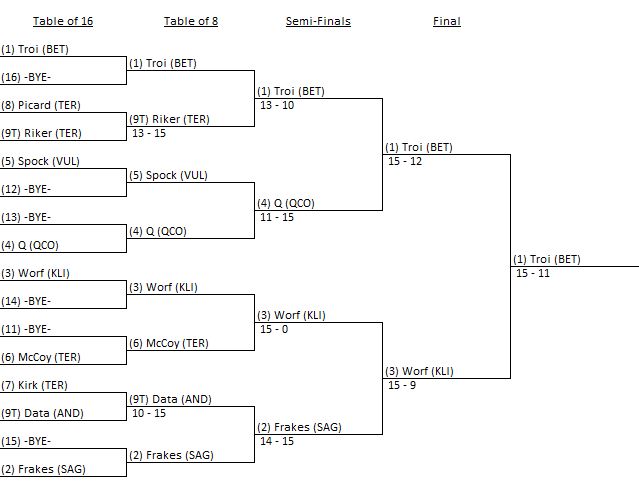 Table of 16
Table of 8
Semi-Finals
Final
(1) Troi (BET)
(16) -BYE-
(8) Picard (TER)
(9T) Riker (TER)
(5) Spock (VUL)
(12) -BYE-
(13) -BYE-
(4) Q (QCO)
(3) Worf (KLI)
(14) -BYE-
(11) -BYE-
(6) McCoy (TER)
(7) Kirk (TER)
(9T) Data (AND)
(15) -BYE-
(2) Frakes (SAG)
(1) Troi (BET)
(9T) Riker (TER)
13 - 15
(5) Spock (VUL)
(4) Q (QCO)
(3) Worf (KLI)
(6) McCoy (TER)
(9T) Data (AND)
10 - 15
(2) Frakes (SAG)
(1) Troi (BET)
13 - 10
(4) Q (QCO)
11 - 15
(3) Worf (KLI)
15 - 0
(2) Frakes (SAG)
14 - 15
(1) Troi (BET)
15 - 12
(3) Worf (KLI)
15 - 9
(1) Troi (BET)
15 - 11